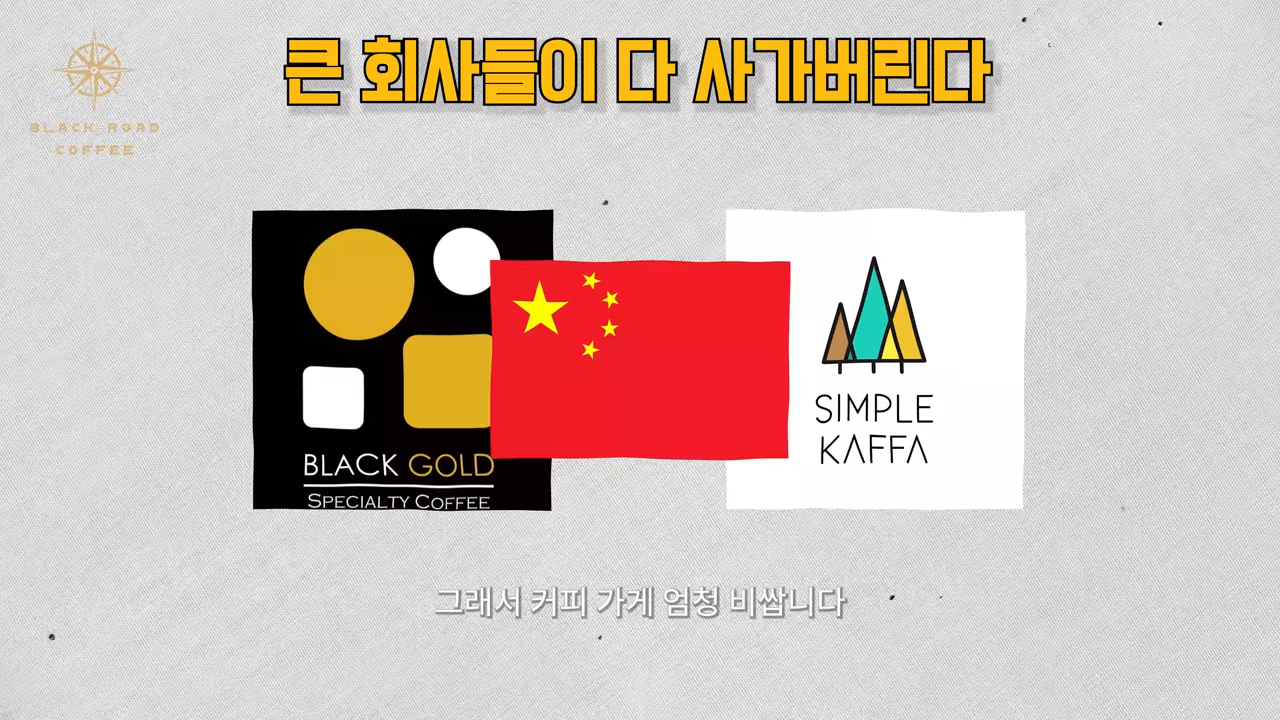 큰 회사들이 다 사가버린다
BLACK ROAD
COFFEE
BLACK GOLD
SPECIALTY COFFEE
SIMPLE
KAFFA
그래서 커피 가게 엄청 비쌉니다